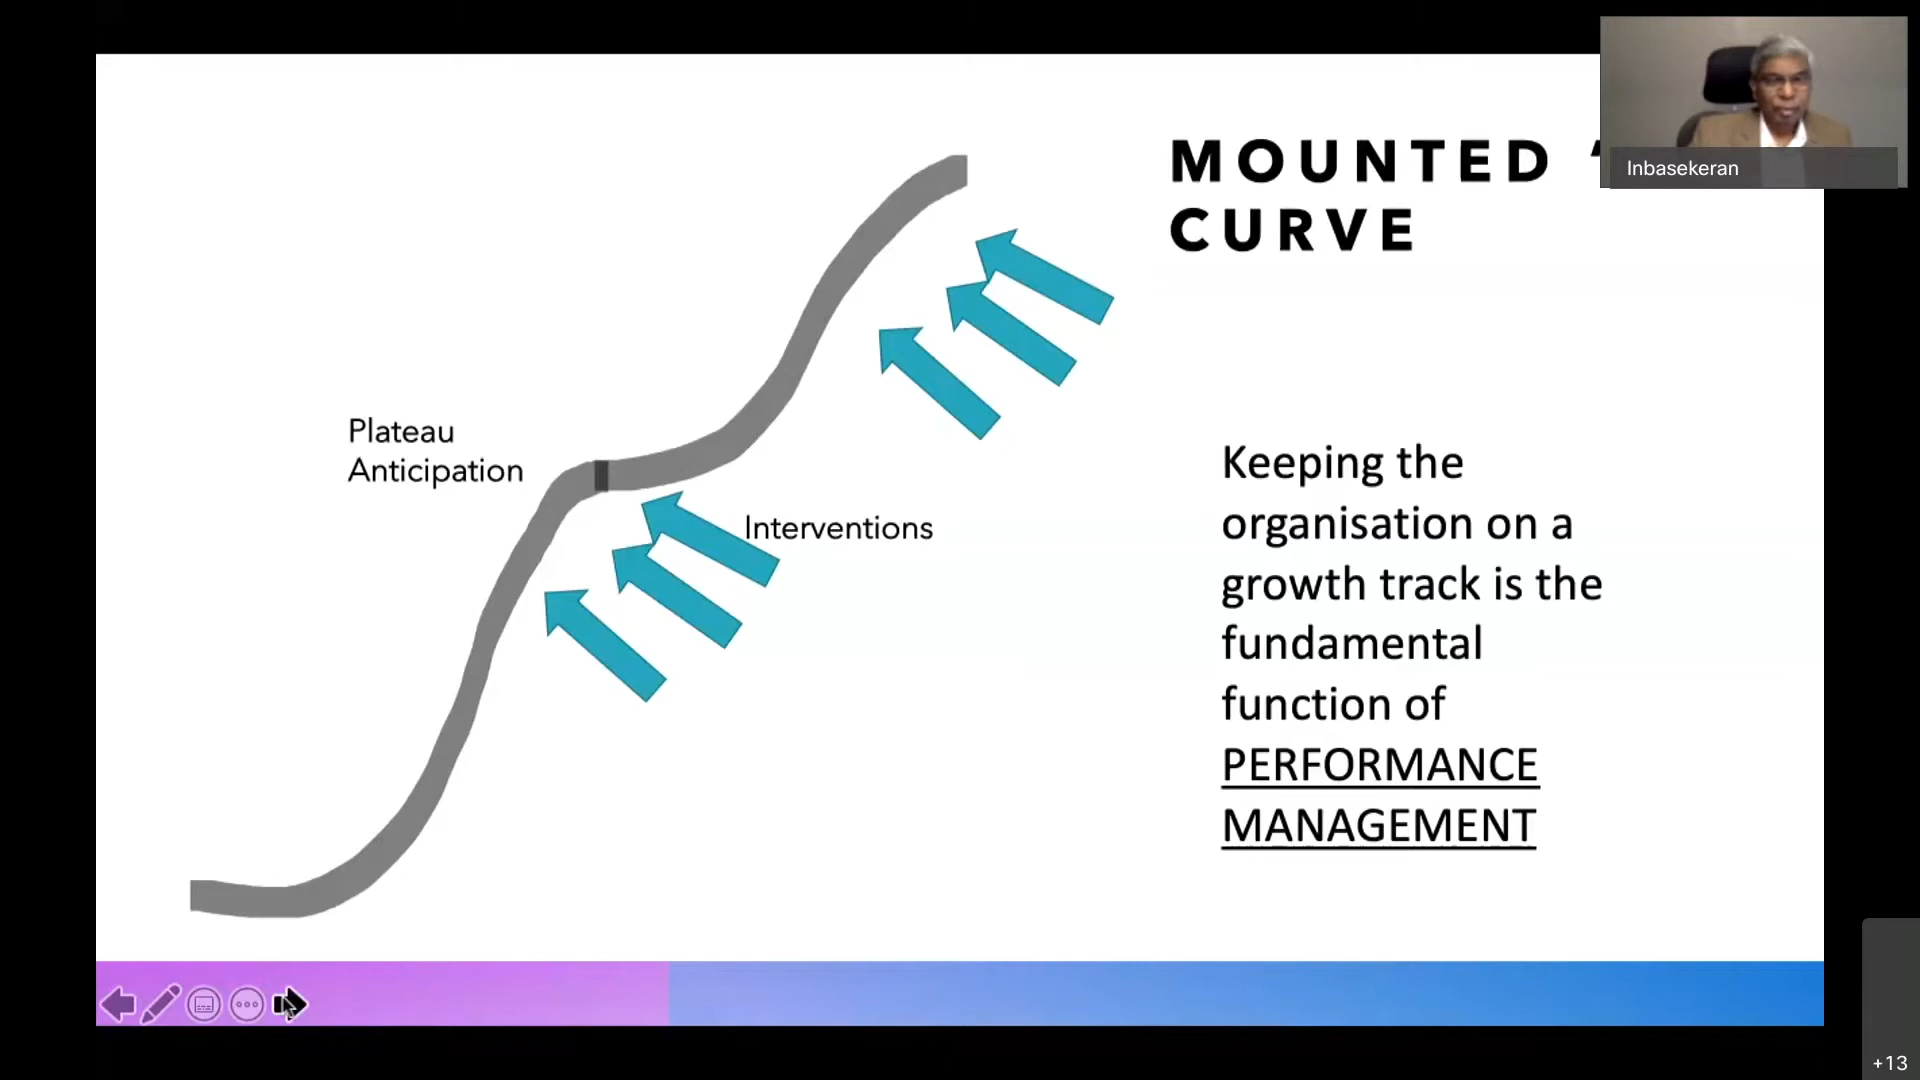 MOUNTED
CURVE
Inbasekeran
Plateau
Anticipation
Interventions
Keeping the
organisation on a
growth track is the
fundamental
function of
PERFORMANCE
MANAGEMENT
+13